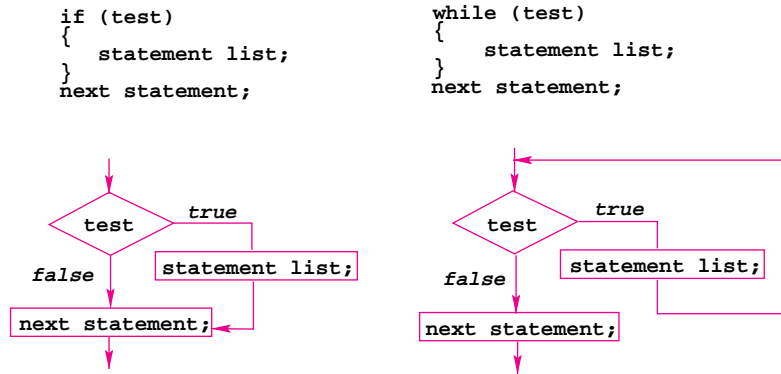 if (test)
{
statement list;
}
next statement;
while (test)
{
statement list;
}
next statement;
test
true
false
statement list;
next statement;
test
true
false
statement list;
next statement;